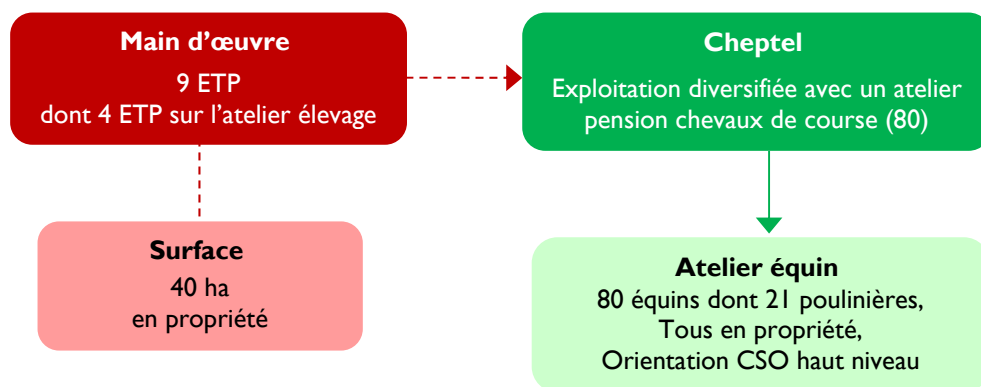 Main d’œuvre
9 ETP
dont 4 ETP sur l’atelier élevage
Cheptel
Exploitation diversifiée avec un atelier
pension chevaux de course (80)
Surface
40 ha
en propriété
Atelier équin
80 équins dont 21 poulinières,
Tous en propriété,
Orientation CSO haut niveau